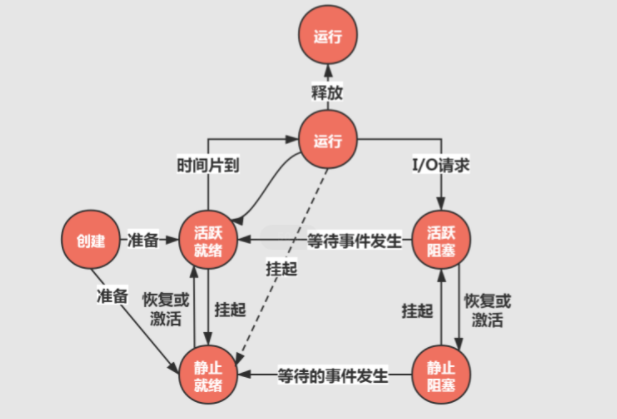 运行
释放
运行
时间片到
I/O请求
创建
准备
活跃
就绪
等待事件发生
活跃
阻塞
挂起
准备
恢复或
激活
挂起
挂起
恢复或
激活
静止
就绪
等待的事件发生
静止
阻塞